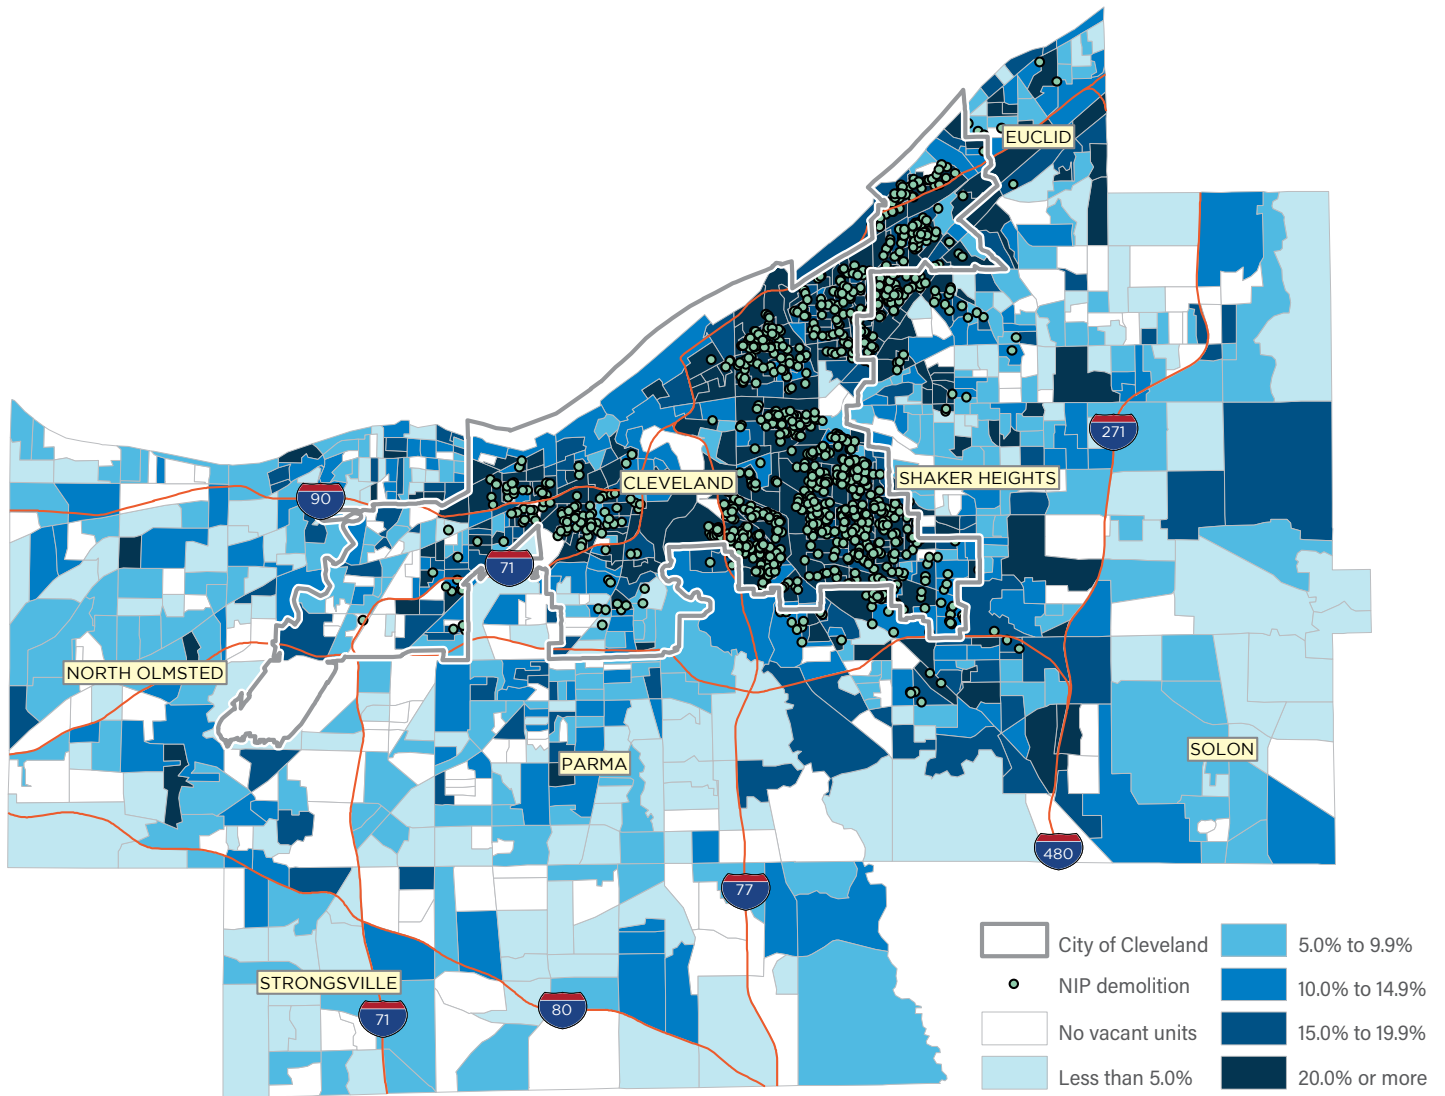 EUCLID
271
CLEVELAND
SHAKER HEIGHTS
90
71
NORTH OLMSTED
SOLON
PARMA
480
77
STRONGSVILLE
71
80
City of Cleveland
NIP demolition
No vacant units
Less than 5.0%
5.0% to 9.9%
10.0% to 14.9%
15.0% to 19.9%
20.0% or more